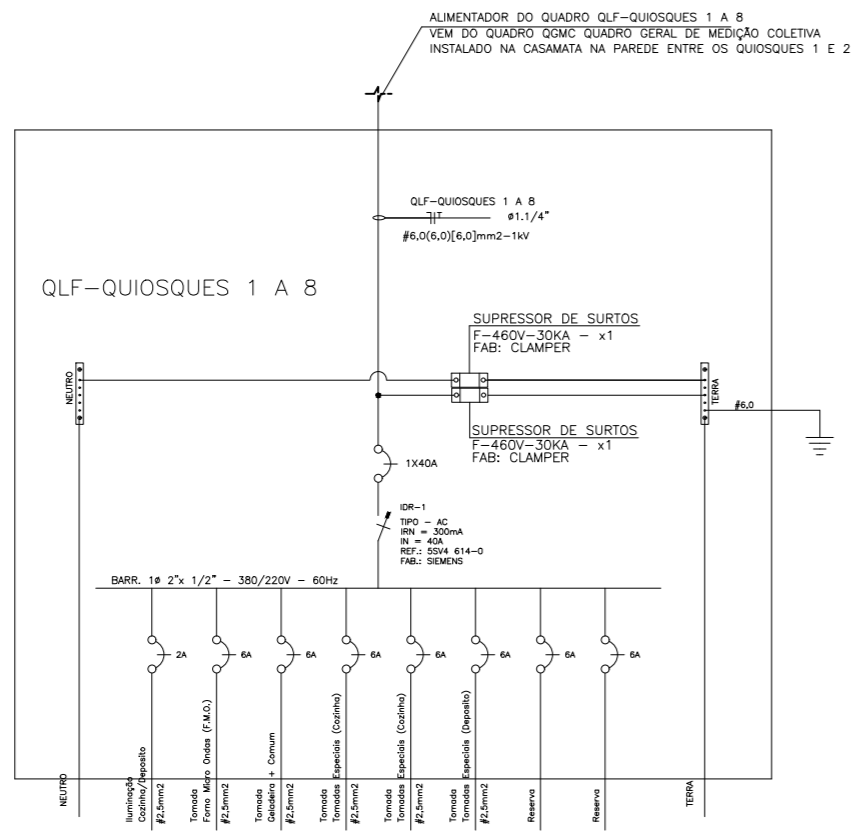 ALIMENTADOR DO QUADRO QLF-QUIOSQUES 1 A 8
VEM DO QUADRO QGMC QUADRO GERAL DE MEDIÇÃO COLETIVA
INSTALADO NA CASAMATA NA PAREDE ENTRE OS QUIOSQUES 1 E 2
QLF-QUIOSQUES 1 A 8
ø1.1/4"
#6,0(6,0)[6,0]mm2-1kV
QLF-QUIOSQUES 1 A 8
SUPRESSOR DE SURTOS
F-460V-30KA - x1
FAB: CLAMPER
NEUTRO
TERRA
#6,0
SUPRESSOR DE SURTOS
F-460V-30KA - x1
FAB: CLAMPER
1X40A
IDR-1
TIPO - AC
IRN = 300mA
IN = 40A
REF.: 5SV4 614-0
FAB.: SIEMENS
BARR. 1ø 2"x 1/2" - 380/220V - 60Hz
2A
6A
6A
6A
6A
6A
6A
6A
NEUTRO
Iluminação
Cozinha/Deposito
#2,5mm2
Tomada
Forno Micro Ondas (F.M.O.)
#2,5mm2
Tomada
Geladeira + Comum
#2,5mm2
Tomada
Tomadas Especiais (Cozinha)
#2,5mm2
Tomada
Tomadas Especiais (Cozinha)
#2,5mm2
Tomada
Tomadas Especiais (Deposito)
#2,5mm2
Reserva
Reserva
TERRA